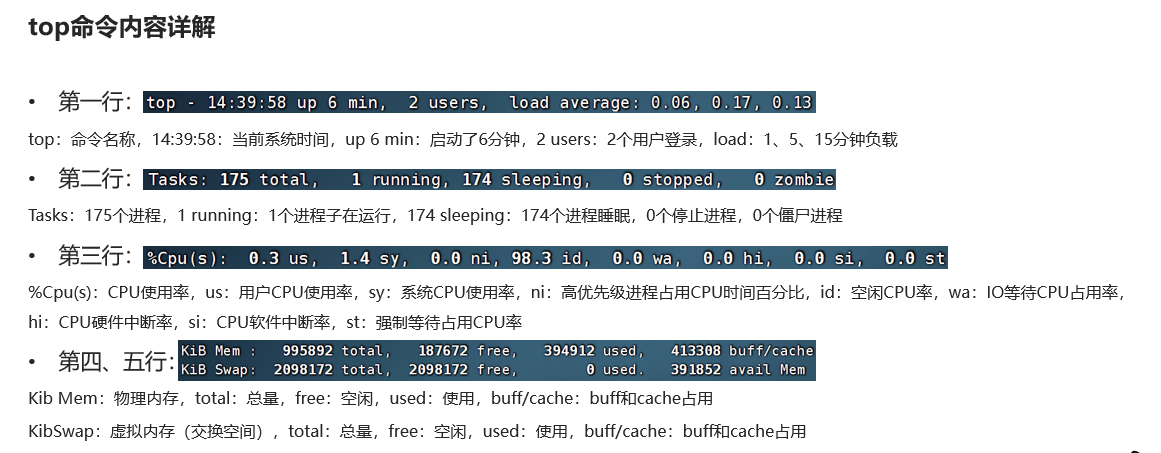 top命令内容详解
• 第一行：top - 14:39:58 up 6 min,  2 users,  load average: 0.06, 0.17, 0.13
top：命令名称，14:39:58：当前系统时间，up 6 min：启动了6分钟，2 users：2个用户登录，load：1、5、15分钟负载
• 第二行：Tasks: 175 total,   1 running, 174 sleeping,   0 stopped,   0 zombie
Tasks：175个进程，1 running：1个进程子在运行，174 sleeping：174个进程睡眠，0个停止进程，0个僵尸进程
• 第三行：%Cpu(s):  0.3 us,  1.4 sy,  0.0 ni, 98.3 id,  0.0 wa,  0.0 hi,  0.0 si,  0.0 st
%Cpu(s)：CPU使用率，us：用户CPU使用率，sy：系统CPU使用率，ni：高优先级进程占用CPU时间百分比，id：空闲CPU率，wa：IO等待CPU占用率，
hi：CPU硬件中断率，si：CPU软件中断率，st：强制等待占用CPU率
• 第四、五行：KiB Mem :   995892 total,   187672 free,   394912 used,   413308 buff/cache
KiB Swap:  2098172 total,  2098172 free,        0 used.   391852 avail Mem
Kib Mem：物理内存，total：总量，free：空闲，used：使用，buff/cache：buff和cache占用
KibSwap：虚拟内存（交换空间），total：总量，free：空闲，used：使用，buff/cache：buff和cache占用